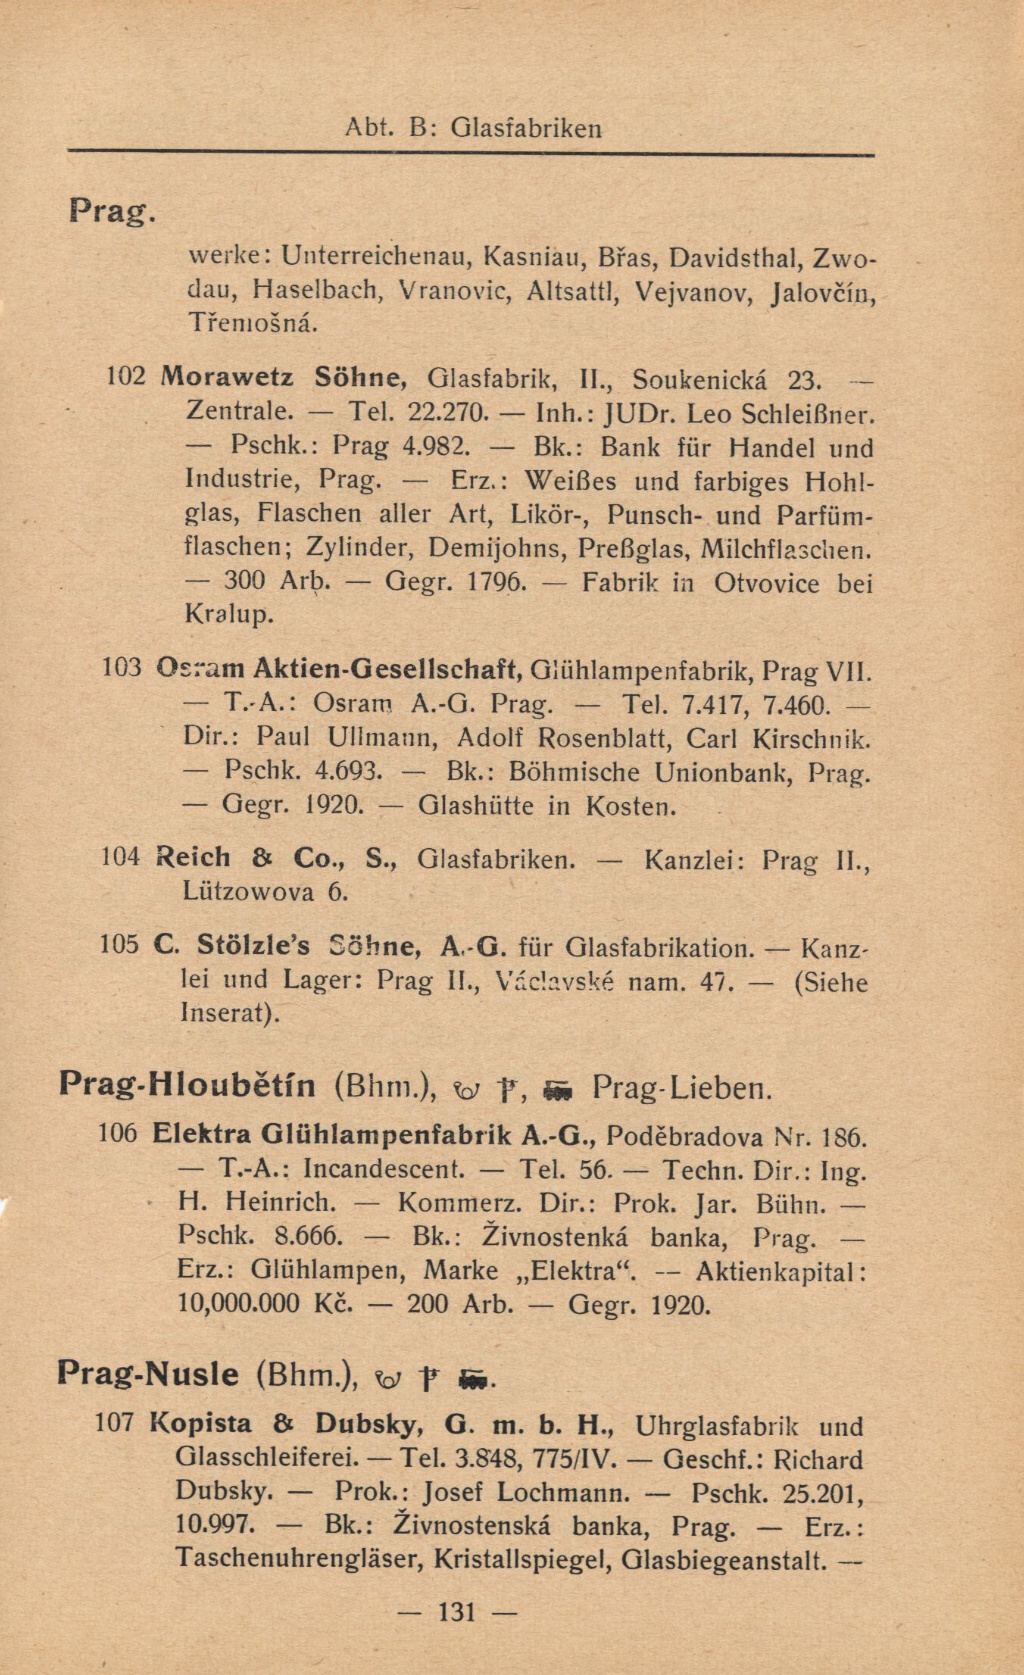 Abt. B: Glasfabriken
Prag.
werke: Unterreichenau, Kasniau, Břas, Davidsthal, Zwo-
dau, Haselbach, Vranovic, Altsattl, Vejvanov, Jalovčín,
Třemošná.
102 Morawetz Söhne, Glasfabrik, II., Soukenická 23. —
Zentrale. — Tel. 22.270. — Inh.: JUDr. Leo Schleißner.
— Pschk.: Prag 4.982. — Bk.: Bank für Handel und
Industrie, Prag. — Erz.: Weißes und farbiges Hohl-
glas, Flaschen aller Art, Likör-, Punsch- und Parfüm-
flaschen; Zylinder, Demijohns, Preßglas, Milchflaschen.
— 300 Arb. — Gegr. 1796. — Fabrik in Otvovice bei
Kralup.
103 Osram Aktien-Gesellschaft, Glühlampenfabrik, Prag VII.
— T.-A.: Osram A.-G. Prag. — Tel. 7.417, 7.460. —
Dir.: Paul Ullmann, Adolf Rosenblatt, Carl Kirschnik.
— Pschk. 4.693. — Bk.: Böhmische Unionbank, Prag.
— Gegr. 1920. — Glashütte in Kosten.
104 Reich & Co., S., Glasfabriken. — Kanzlei: Prag II.,
Lützowova 6.
105 C. Stölzle's Söhne, A.-G. für Glasfabrikation. — Kanz-
lei und Lager: Prag II., Václavské nam. 47. — (Siehe
Inserat).
Prag-Hloubětín (Bhm.), Prag-Lieben.
106 Elektra Glühlampenfabrik A.-G., Poděbradova Nr. 186.
— T.-A.: Incandescent. — Tel. 56. — Techn. Dir.: Ing.
H. Heinrich. — Kommerz. Dir.: Prok. Jar. Bühn. —
Pschk. 8.666. — Bk.: Živnostenká banka, Prag. —
Erz.: Glühlampen, Marke „Elektra“. — Aktienkapital:
10,000.000 Kč. — 200 Arb. — Gegr. 1920.
Prag-Nusle (Bhm.),
107 Kopista & Dubsky, G. m. b. H., Uhrglasfabrik und
Glasschleiferei. — Tel. 3.848, 775/IV. — Geschf.: Richard
Dubsky. — Prok.: Josef Lochmann. — Pschk. 25.201,
10.997. — Bk.: Živnostenská banka, Prag. — Erz.:
Taschenuhrengläser, Kristallspiegel, Glasbiegeanstalt. —
— 131 —